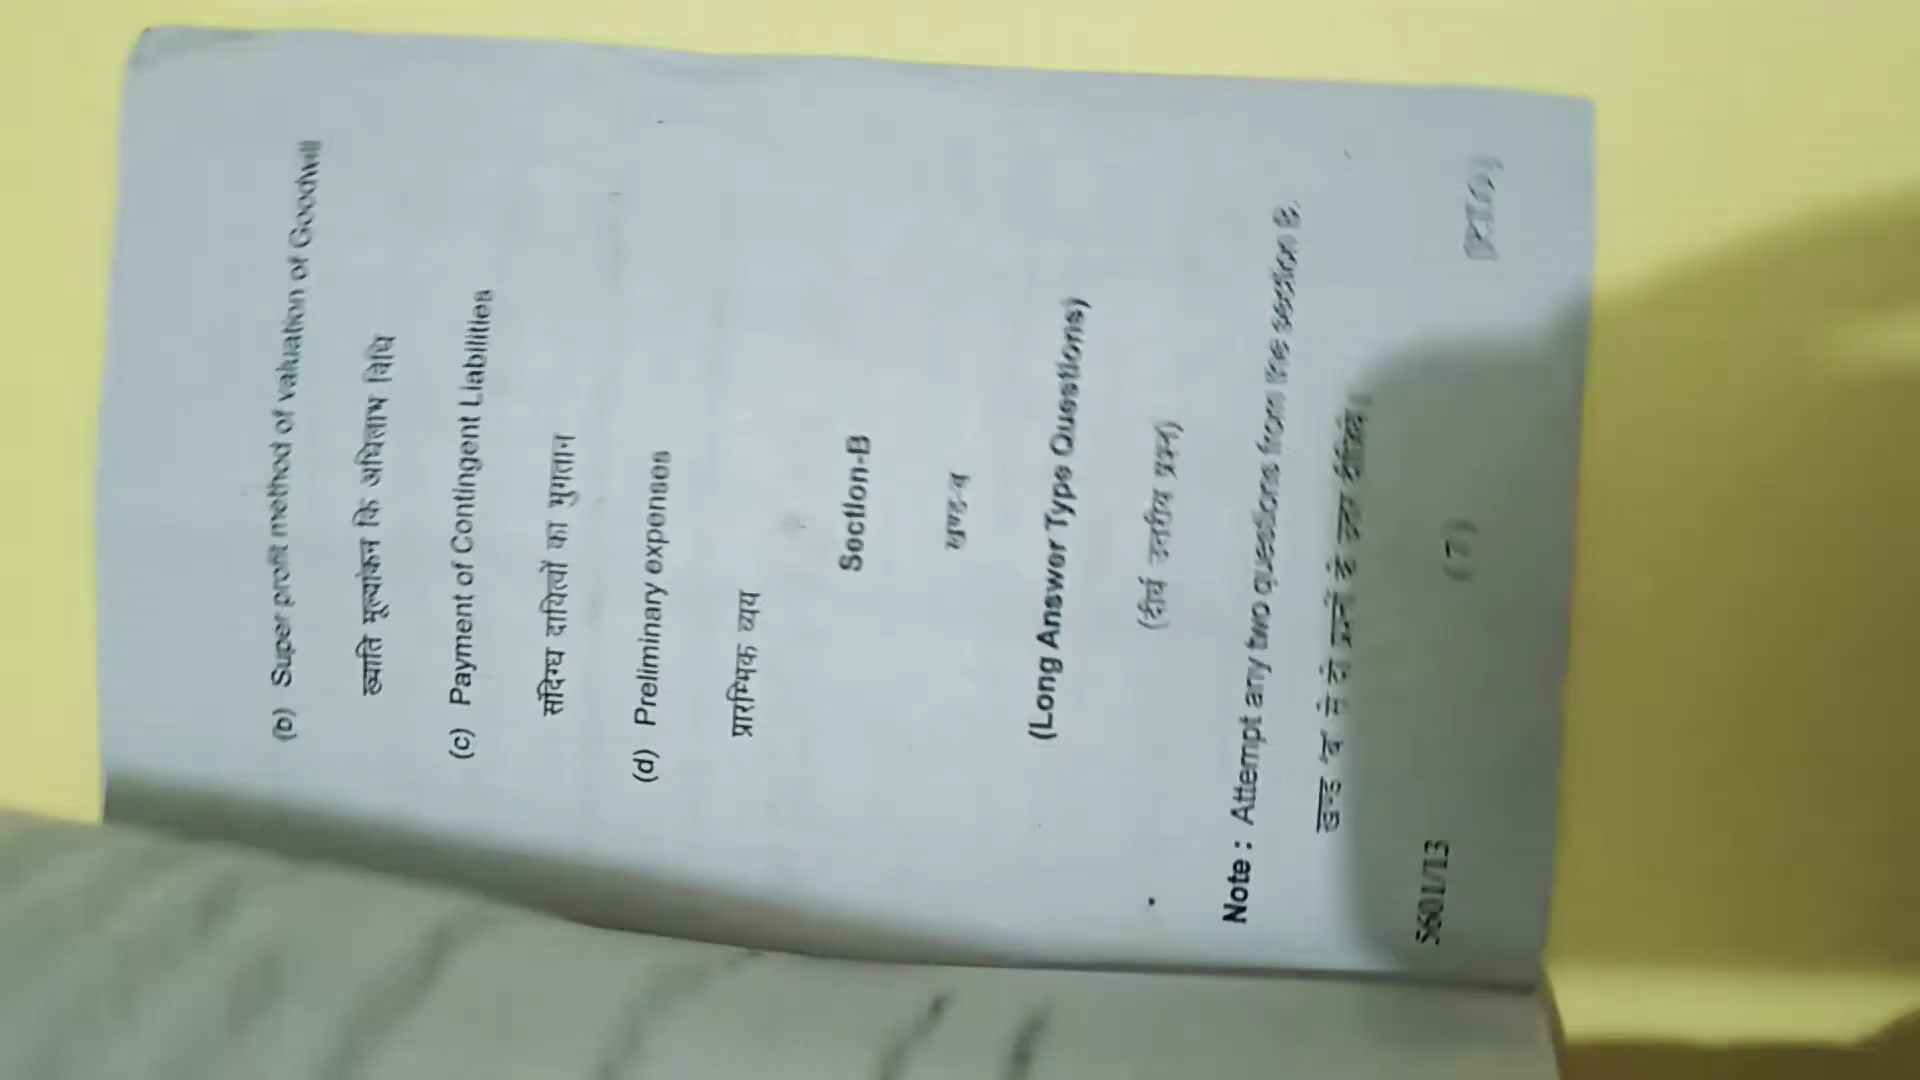 (b) Super profit method of valuation of Goodwill
ख्याति मूल्यांकन कि अधिलाभ विधि
(c) Payment of Contingent Liabilities
संदिग्ध दायित्वों का भुगतान
(d) Preliminary expenses
प्रारम्भिक व्यय
Section-B
खण्ड-ब
(Long Answer Type Questions)
(दीर्घ उत्तरीय प्रश्न)
Note : Attempt any two questions from the section B.
खण्ड 'ब' में से दो प्रश्नों के उत्तर दीजिए।
5601/13 (7)